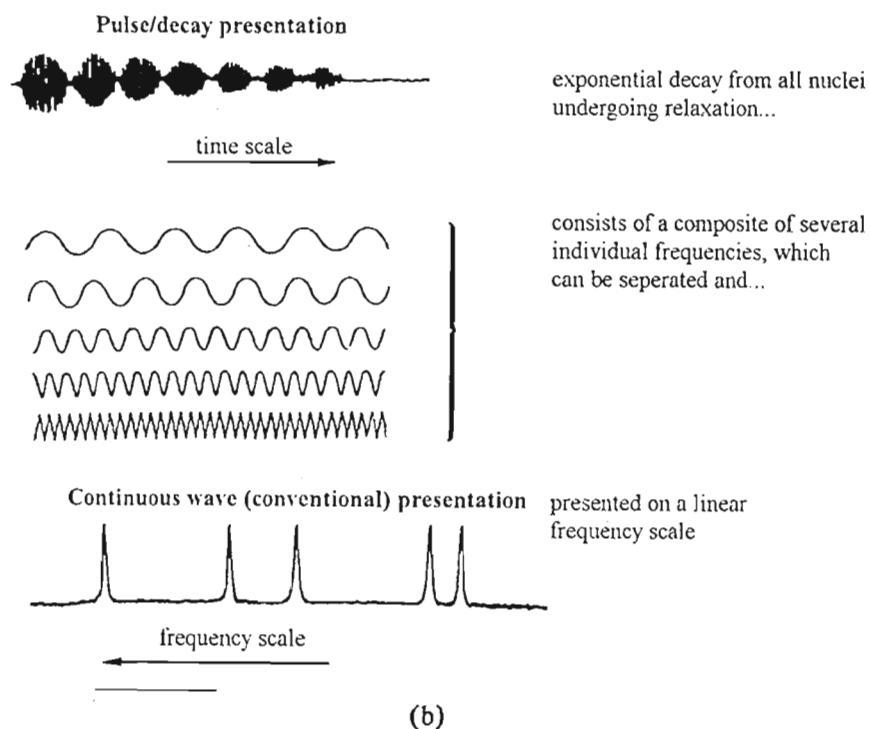 Pulse/decay presentation
exponential decay from all nuclei
undergoing relaxation...
time scale
consists of a composite of several
individual frequencies, which
can be seperated and...
Continuous wave (conventional) presentation
presented on a linear
frequency scale
frequency scale
(b)